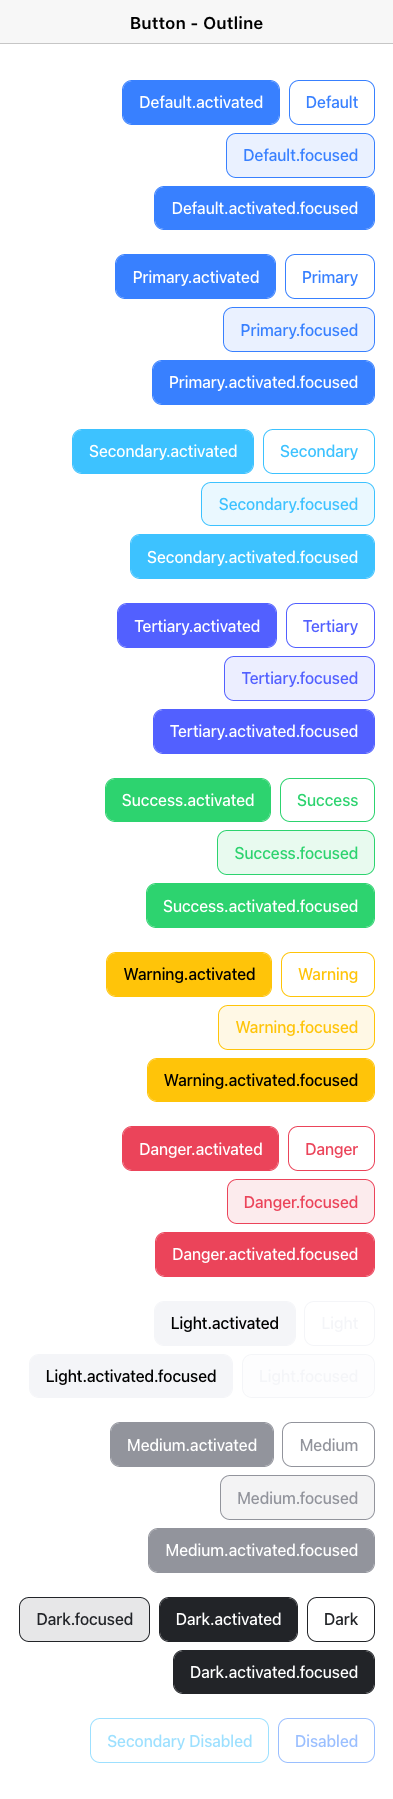 Button - Outline
Default.activated Default
Default.focused
Default.activated.focused
Primary.activated Primary
Primary.focused
Primary.activated.focused
Secondary.activated Secondary
Secondary.focused
Secondary.activated.focused
Tertiary.activated Tertiary
Tertiary.focused
Tertiary.activated.focused
Success.activated Success
Success.focused
Success.activated.focused
Warning.activated Warning
Warning.focused
Warning.activated.focused
Danger.activated Danger
Danger.focused
Danger.activated.focused
Light.activated Light
Light.activated.focused Light.focused
Medium.activated Medium
Medium.focused
Medium.activated.focused
Dark.focused Dark.activated Dark
Dark.activated.focused
Secondary Disabled Disabled